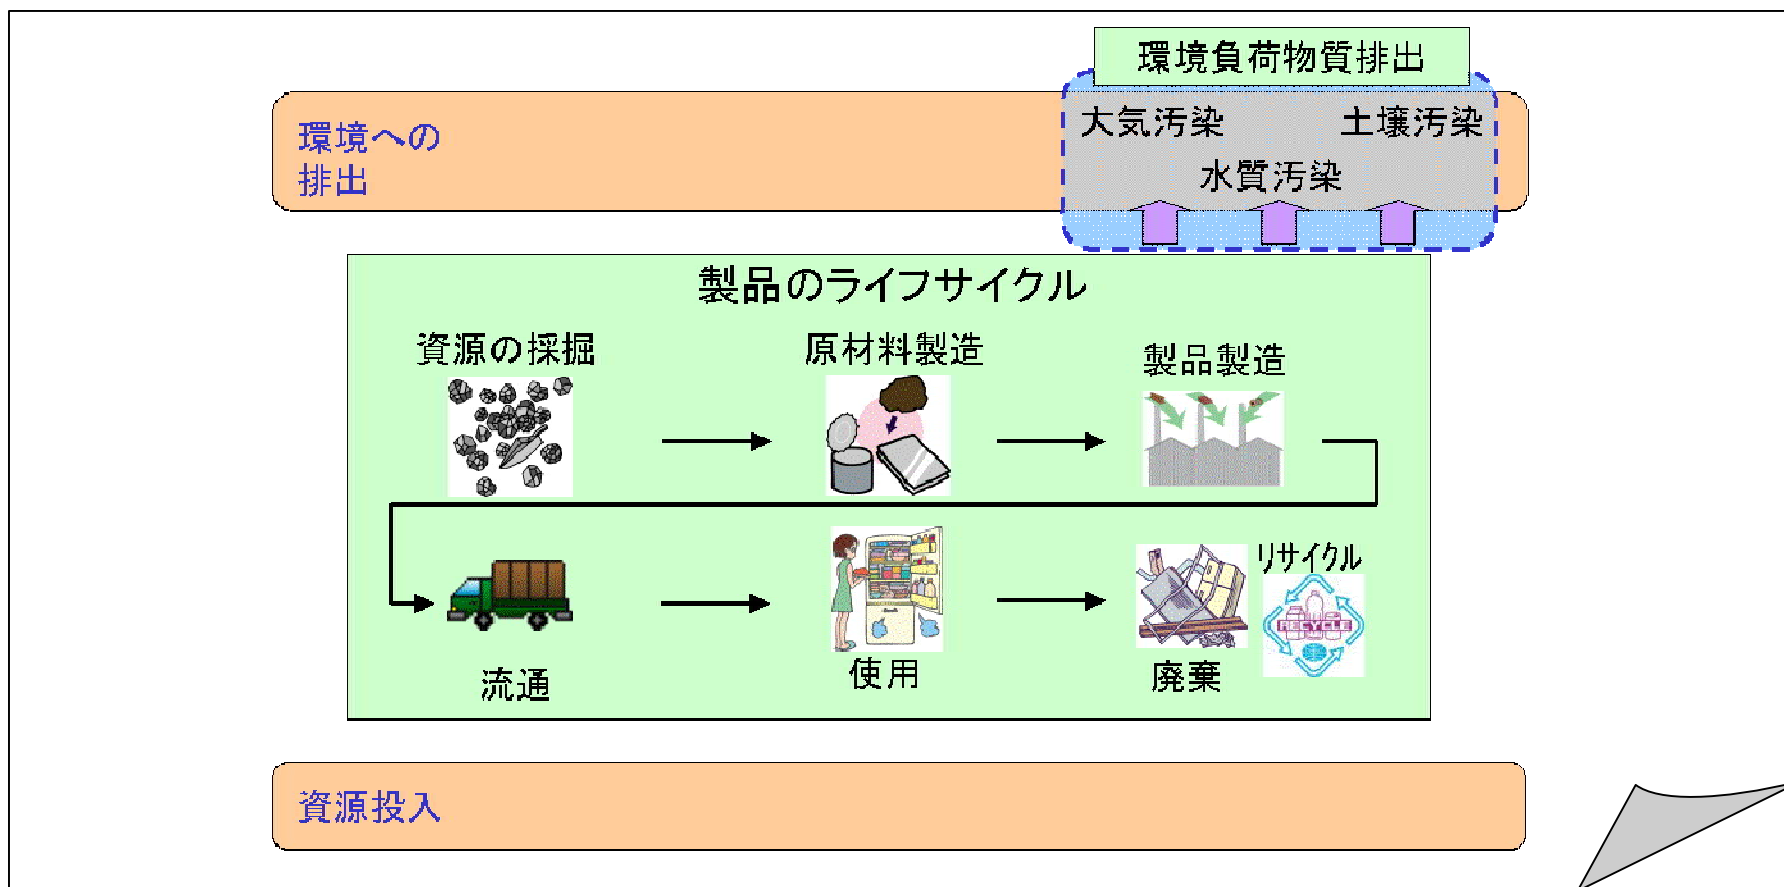 環境負荷物質排出
環境への
排出
大気汚染
土壌汚染
水質汚染
製品のライフサイクル
資源の採掘
原材料製造
製品製造
リサイクル
RECYCLE
流通
使用
廃棄
資源投入